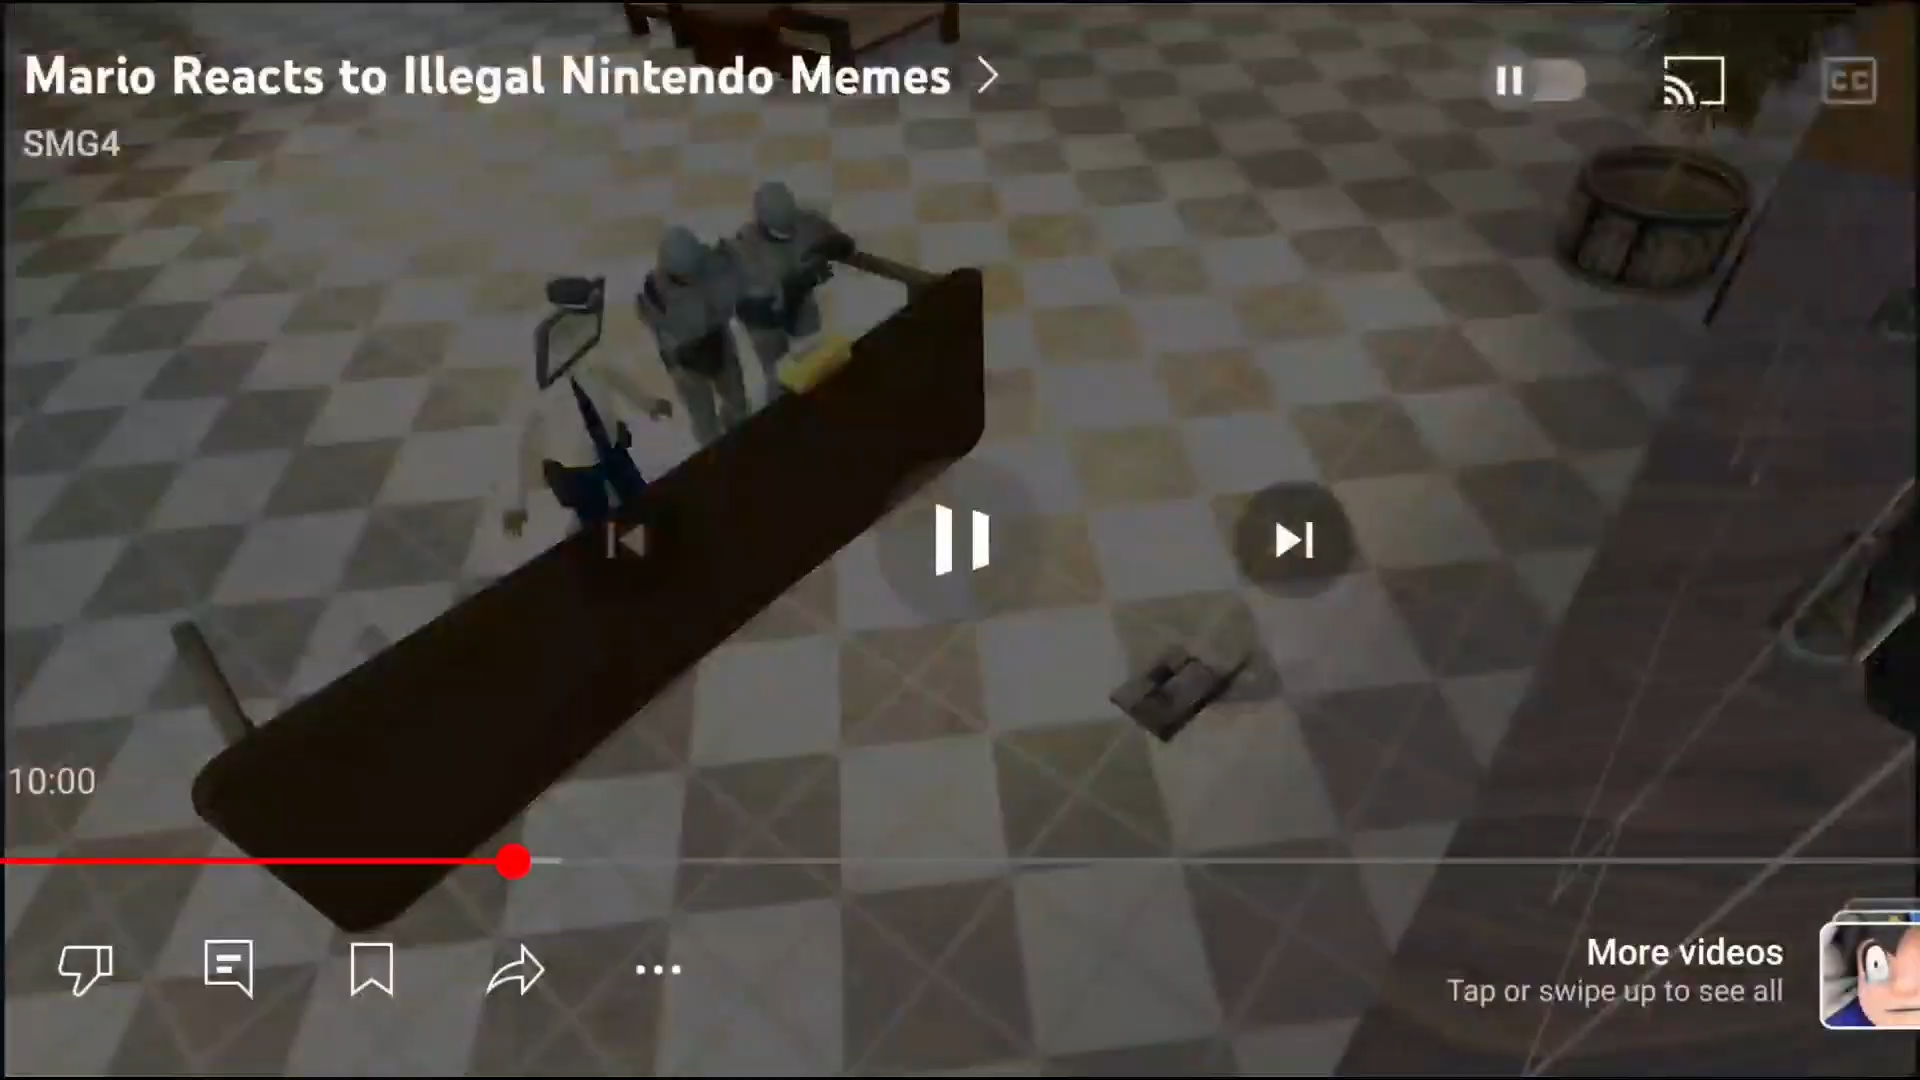 Mario Reacts to Illegal Nintendo Memes
CC
SMG4
10:00
More videos
Tap or swipe up to see all